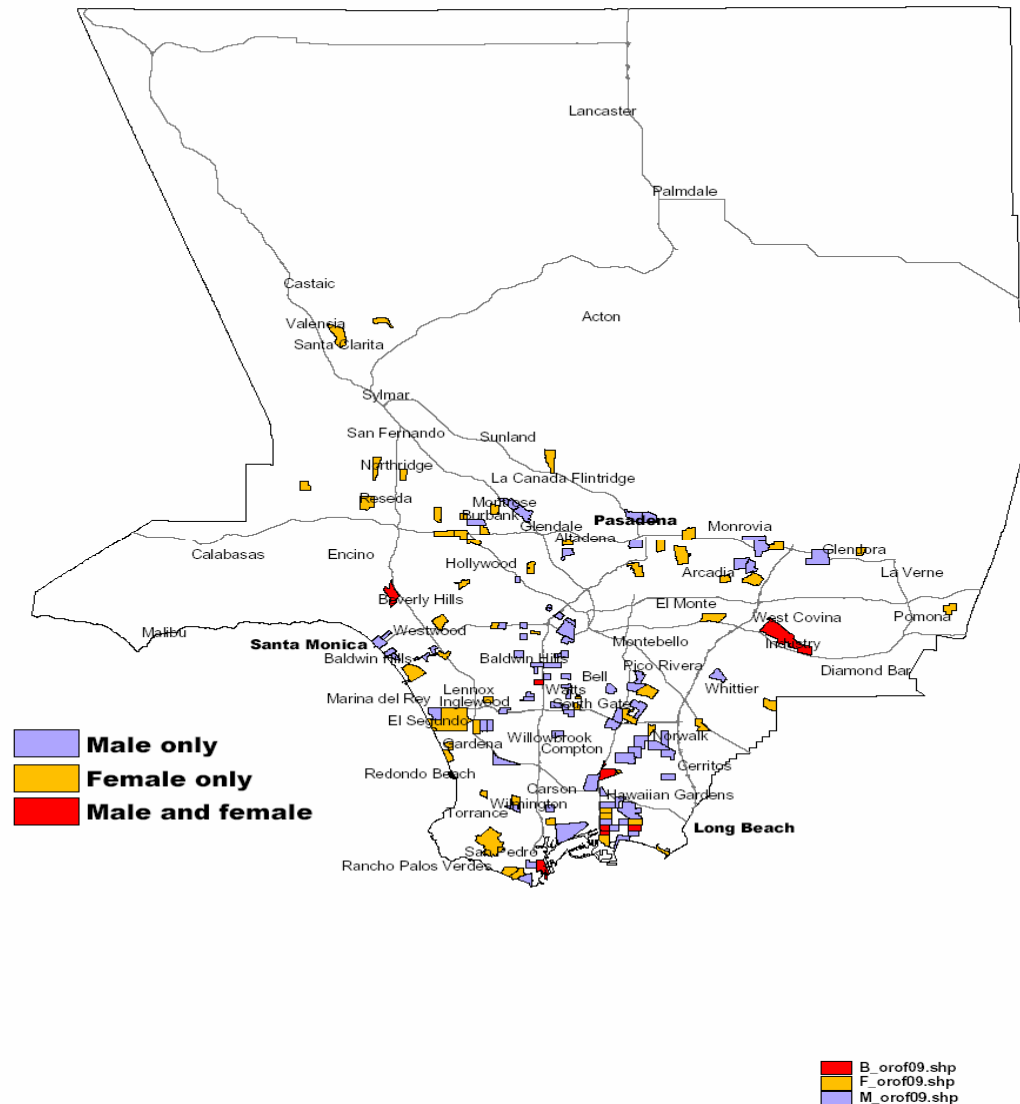 Lancaster
Palmdale
Castaic
Acton
Valencia
Santa Clarita
Sylmar
San Fernando
Sunland
Northridge
La Canada Flintridge
Reseda
Montrose
Burbank
Pasadena
Glendale
Monrovia
Altadena
Calabasas
Encino
Glendora
Hollywood
Arcadia
La Verne
Beverly Hills
El Monte
West Covina
Pomona
Malibu
Westwood
Santa Monica
Montebello
Industry
Baldwin Hills
Baldwin Hills
Pico Rivera
Diamond Bar
Bell
Whittier
Marina del Rey
Lennox
Watts
Inglewood
South Gate
El Segundo
Willowbrook
Norwalk
Gardena
Compton
Male only
Female only
Male and female
Cerritos
Redondo Beach
Carson
Hawaiian Gardens
Wilmington
Torrance
Long Beach
San Pedro
Rancho Palos Verdes
B_orof09.shp
F_orof09.shp
M_orof09.shp